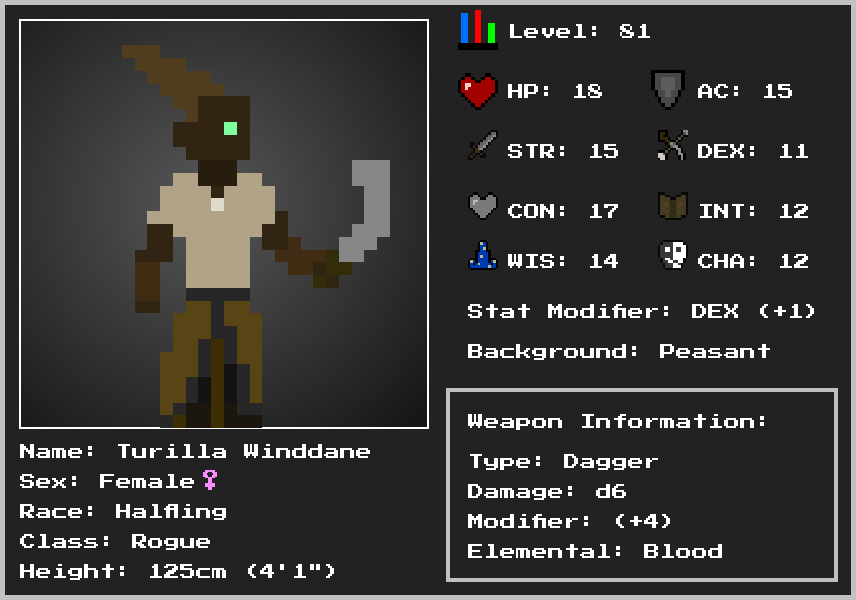 Level: 81
HP: 18 AC: 15
STR: 15 DEX: 11
CON: 17 INT: 12
WIS: 14 CHA: 12
Stat Modifier: DEX (+1)
Background: Peasant
Weapon Information:
Type: Dagger
Damage: d6
Modifier: (+4)
Elemental: Blood
Name: Turilla Winddane
Sex: Female♀
Race: Halfling
Class: Rogue
Height: 125cm (4'1")